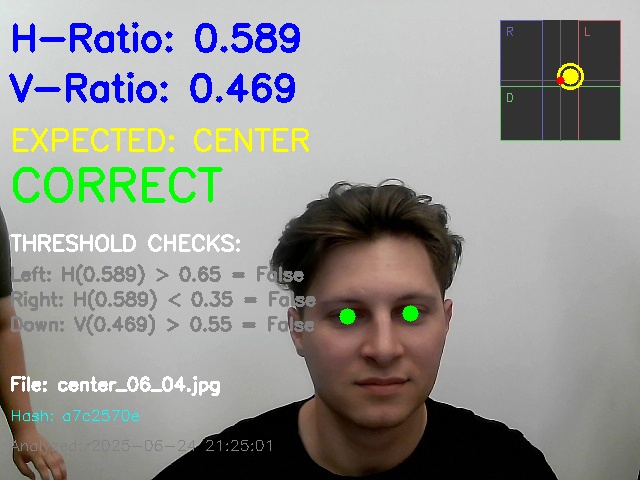 H-Ratio: 0.589
V-Ratio: 0.469
EXPECTED: CENTER
CORRECT
THRESHOLD CHECKS:
Left: H(0.589) > 0.65 = False
Right: H(0.589) < 0.35 = False
Down: V(0.469) > 0.55 = False
File: center_06_04.jpg
Hash: a7c2570e
Analyzed: 2025-06-24 21:25:01
R
L
D